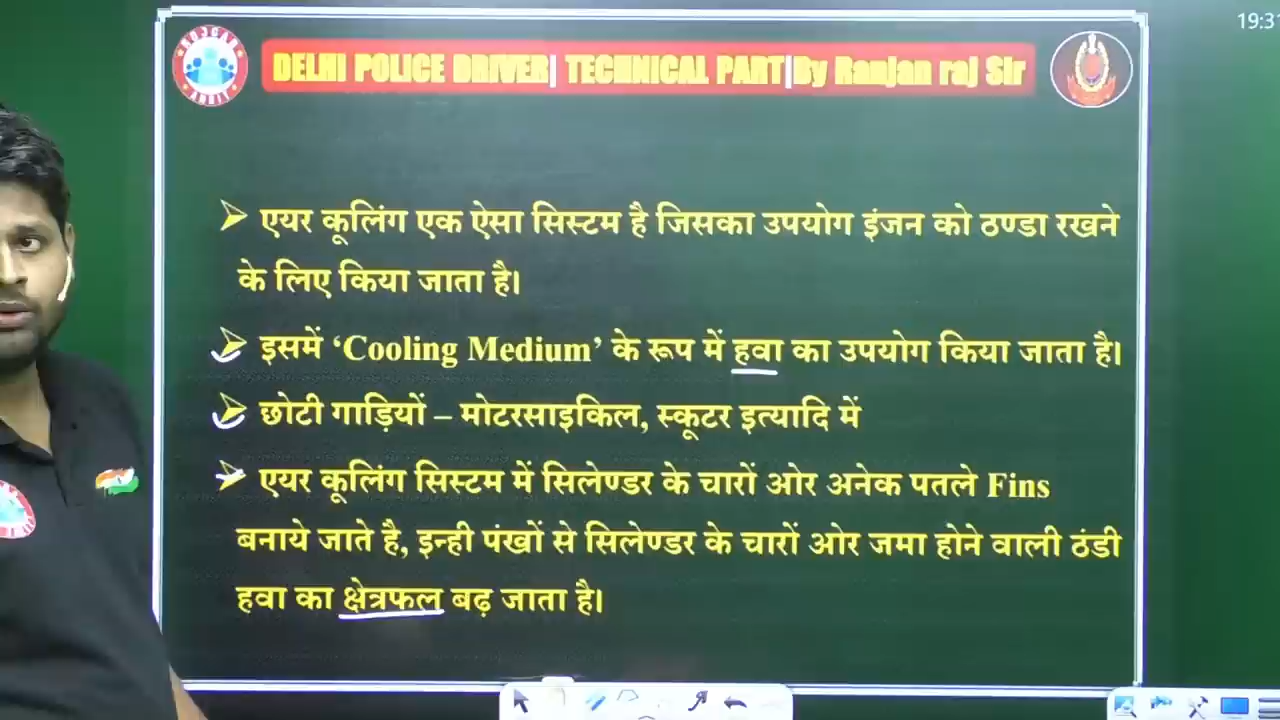 19:31
ROJGAR
DELHI POLICE DRIVER| TECHNICAL PART|By Ranjan raj Sir
एयर कूलिंग एक ऐसा सिस्टम है जिसका उपयोग इंजन को ठण्डा रखने
के लिए किया जाता है।
इसमें ‘Cooling Medium’ के रूप में हवा का उपयोग किया जाता है।
छोटी गाड़ियों – मोटरसाइकिल, स्कूटर इत्यादि में
एयर कूलिंग सिस्टम में सिलेण्डर के चारों ओर अनेक पतले Fins
बनाये जाते है, इन्ही पंखों से सिलेण्डर के चारों ओर जमा होने वाली ठंडी
हवा का क्षेत्रफल बढ़ जाता है।